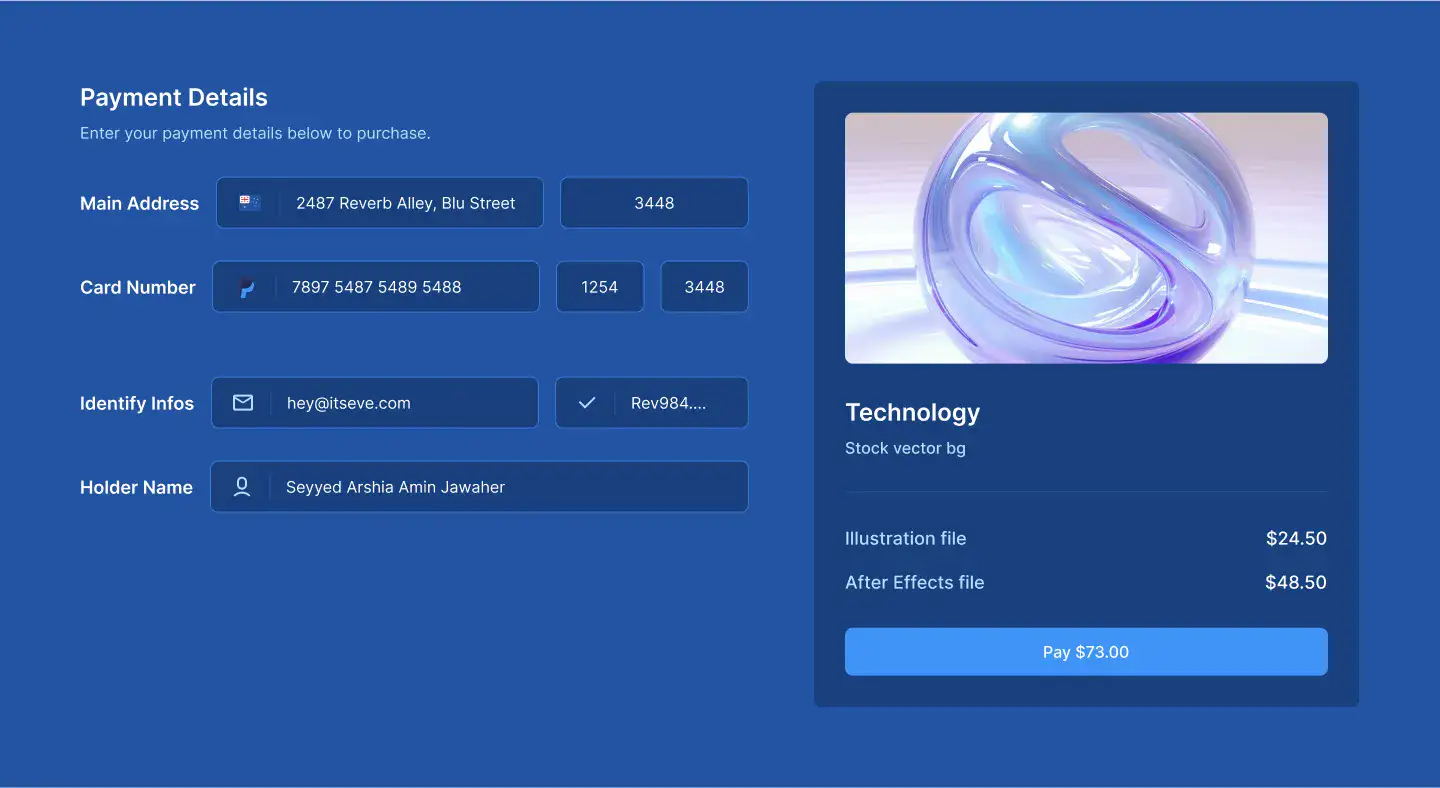 Payment Details
Enter your payment details below to purchase.
Main Address 2487 Reverb Alley, Blu Street 3448
Card Number 7897 5487 5489 5488 1254 3448
Identify Infos hey@itseve.com Rev984....
Holder Name Seyyed Arshia Amin Jawaher
Technology
Stock vector bg
Illustration file $24.50
After Effects file $48.50
Pay $73.00